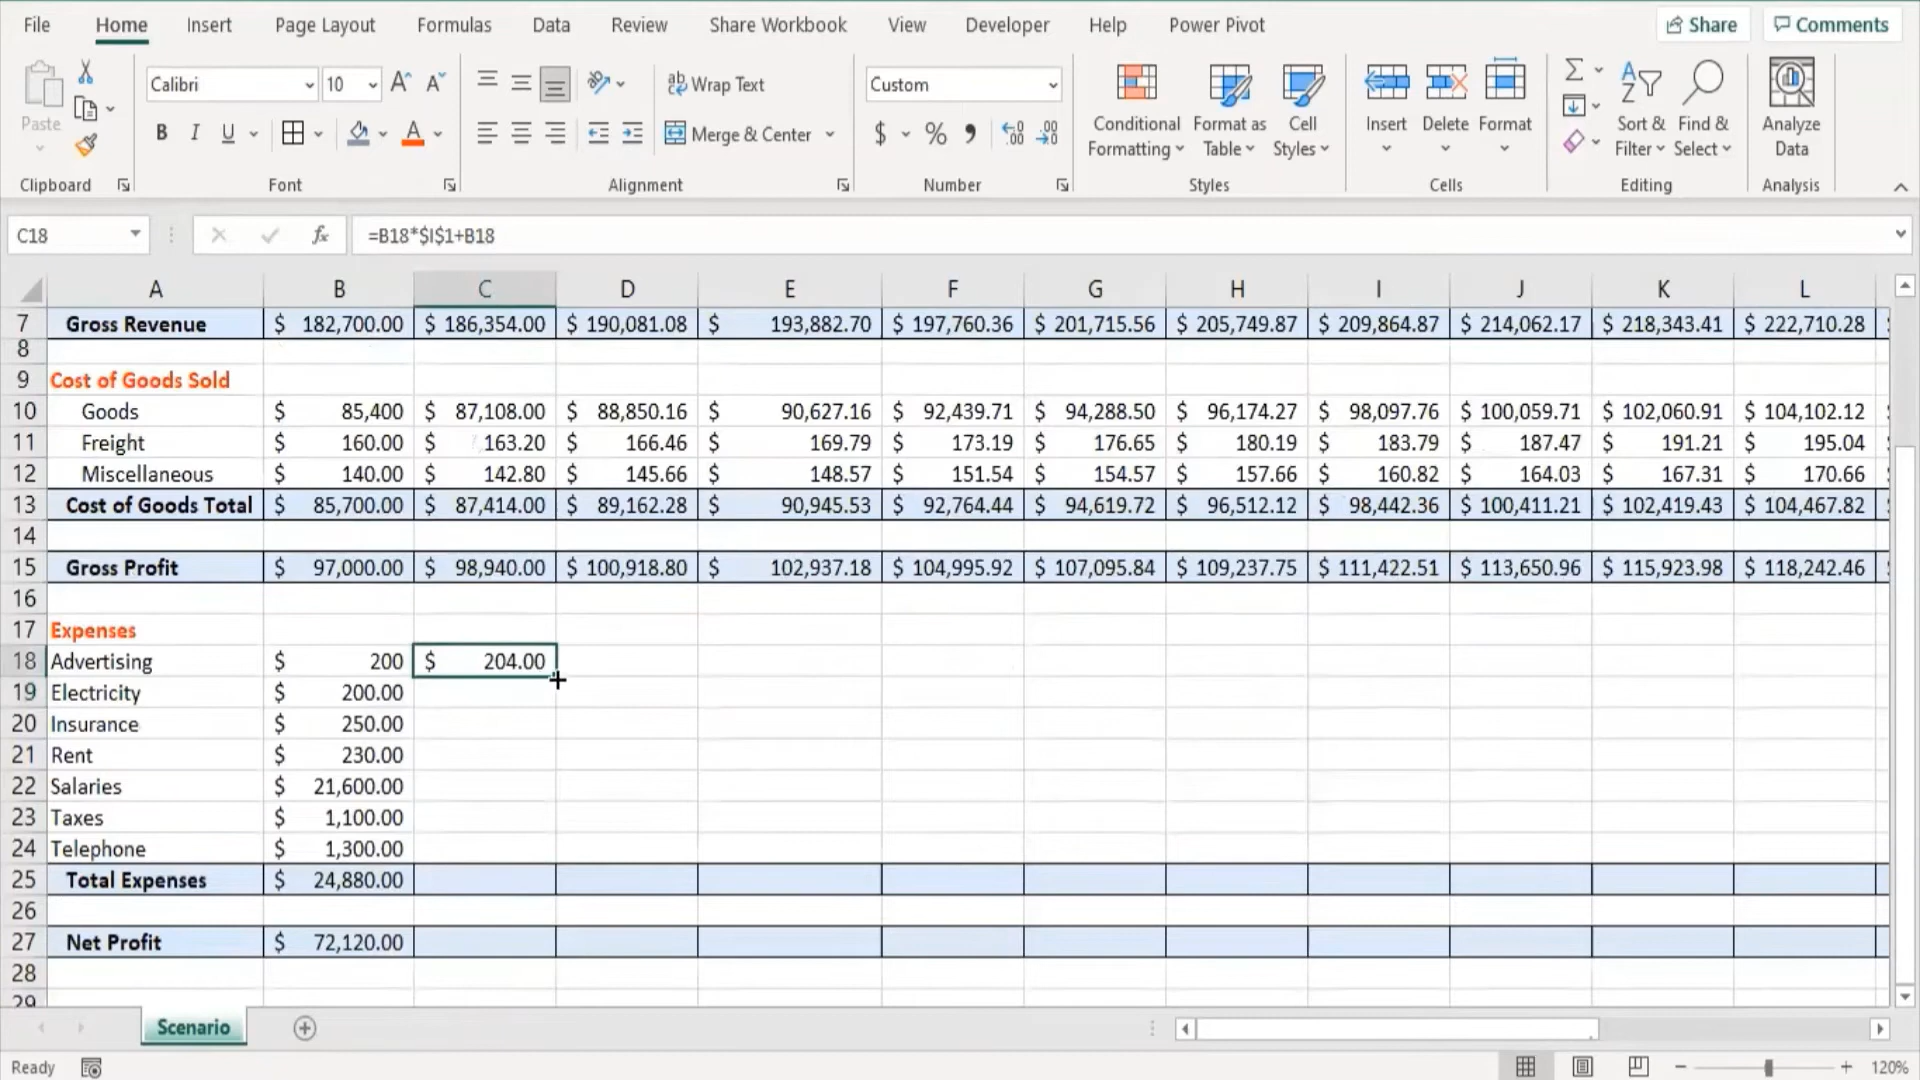 File Home Insert Page Layout Formulas Data Review Share Workbook View Developer Help Power Pivot Share Comments
Calibri 10 A A ab Wrap Text Custom
Paste B I U A Merge & Center $ % Conditional Formatting Format as Table Cell Styles Insert Delete Format Sort & Filter Find & Select Analyze Data
Clipboard Font Alignment Number Styles Cells Editing Analysis
C18 fx =B18*$I$1+B18
A B C D E F G H I J K L
7 Gross Revenue $ 182,700.00 $ 186,354.00 $ 190,081.08 $ 193,882.70 $ 197,760.36 $ 201,715.56 $ 205,749.87 $ 209,864.87 $ 214,062.17 $ 218,343.41 $ 222,710.28
8
9 Cost of Goods Sold
10 Goods $ 85,400 $ 87,108.00 $ 88,850.16 $ 90,627.16 $ 92,439.71 $ 94,288.50 $ 96,174.27 $ 98,097.76 $ 100,059.71 $ 102,060.91 $ 104,102.12
11 Freight $ 160.00 $ 163.20 $ 166.46 $ 169.79 $ 173.19 $ 176.65 $ 180.19 $ 183.79 $ 187.47 $ 191.21 $ 195.04
12 Miscellaneous $ 140.00 $ 142.80 $ 145.66 $ 148.57 $ 151.54 $ 154.57 $ 157.66 $ 160.82 $ 164.03 $ 167.31 $ 170.66
13 Cost of Goods Total $ 85,700.00 $ 87,414.00 $ 89,162.28 $ 90,945.53 $ 92,764.44 $ 94,619.72 $ 96,512.12 $ 98,442.36 $ 100,411.21 $ 102,419.43 $ 104,467.82
14
15 Gross Profit $ 97,000.00 $ 98,940.00 $ 100,918.80 $ 102,937.18 $ 104,995.92 $ 107,095.84 $ 109,237.75 $ 111,422.51 $ 113,650.96 $ 115,923.98 $ 118,242.46
16
17 Expenses
18 Advertising $ 200 $ 204.00
19 Electricity $ 200.00
20 Insurance $ 250.00
21 Rent $ 230.00
22 Salaries $ 21,600.00
23 Taxes $ 1,100.00
24 Telephone $ 1,300.00
25 Total Expenses $ 24,880.00
26
27 Net Profit $ 72,120.00
28
29
Scenario
Ready 120%